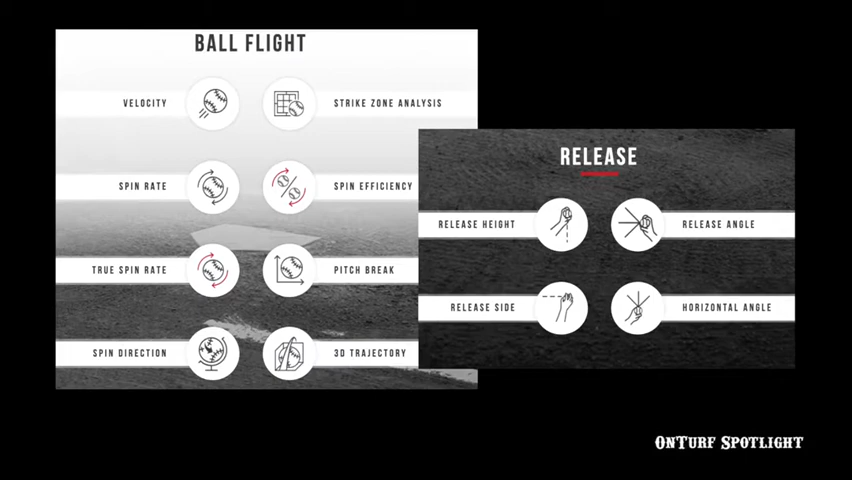 BALL FLIGHT
VELOCITY
STRIKE ZONE ANALYSIS
SPIN RATE
SPIN EFFICIENCY
TRUE SPIN RATE
PITCH BREAK
SPIN DIRECTION
3D TRAJECTORY
RELEASE
RELEASE HEIGHT
RELEASE ANGLE
RELEASE SIDE
HORIZONTAL ANGLE
ONTURF SPOTLIGHT